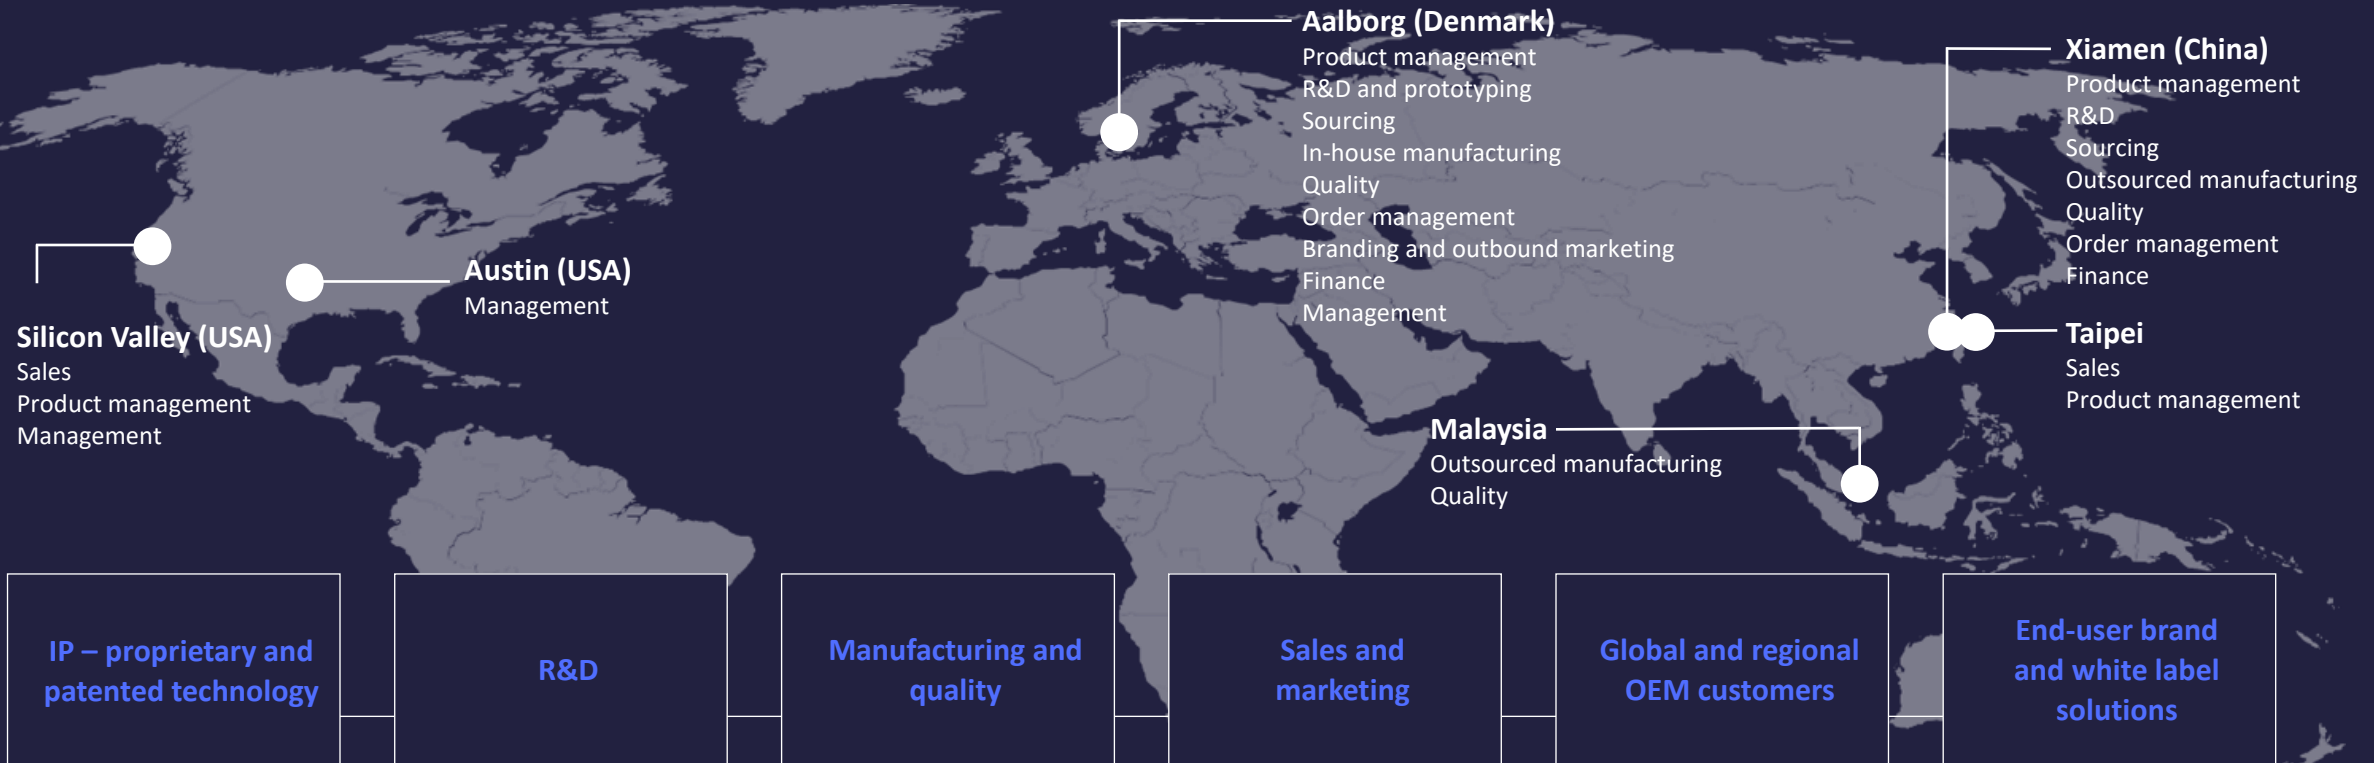 Aalborg (Denmark)
Product management
R&D and prototyping
Sourcing
In-house manufacturing
Quality
Order management
Branding and outbound marketing
Finance
Management
Xiamen (China)
Product management
R&D
Sourcing
Outsourced manufacturing
Quality
Order management
Finance
Austin (USA)
Management
Silicon Valley (USA)
Sales
Product management
Management
Taipei
Sales
Product management
Malaysia
Outsourced manufacturing
Quality
IP – proprietary and
patented technology
R&D
Manufacturing and
quality
Sales and
marketing
Global and regional
OEM customers
End-user brand
and white label
solutions